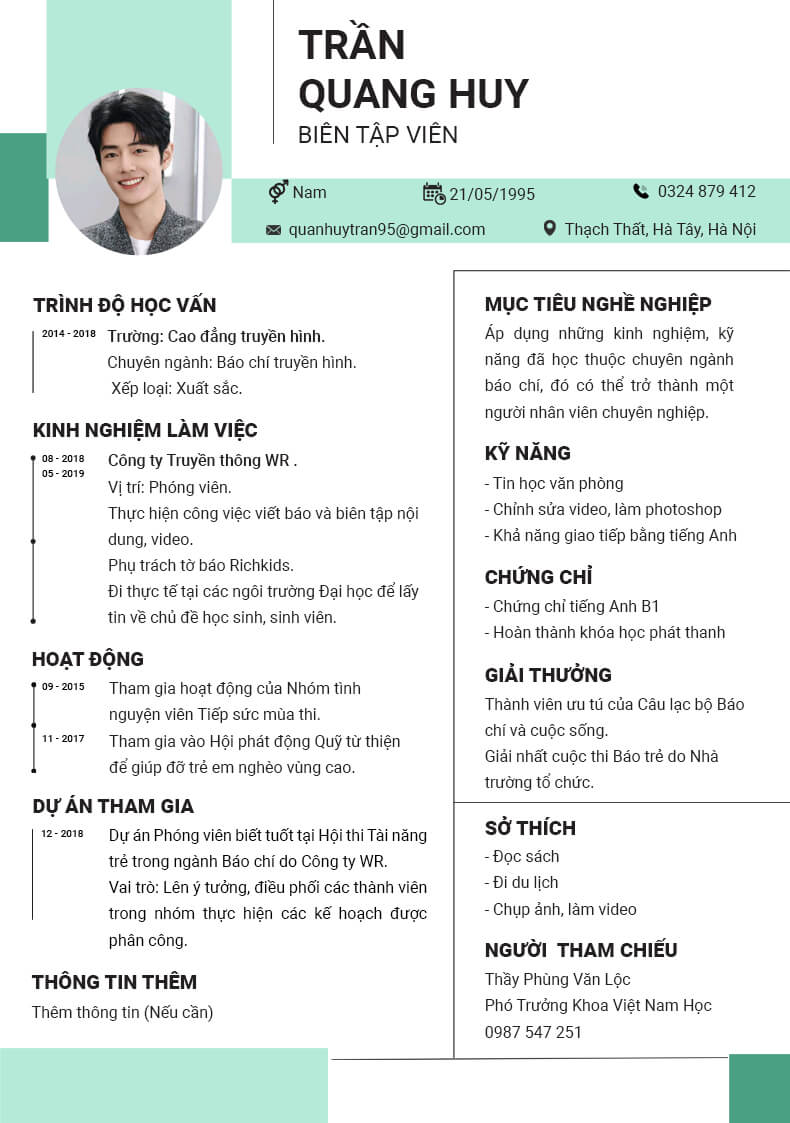 TRẦN
QUANG HUY
BIÊN TẬP VIÊN
Nam
21/05/1995
0324 879 412
quanhuytran95@gmail.com
Thạch Thất, Hà Tây, Hà Nội
TRÌNH ĐỘ HỌC VẤN
2014 - 2018 Trường: Cao đẳng truyền hình.
Chuyên ngành: Báo chí truyền hình.
Xếp loại: Xuất sắc.
KINH NGHIỆM LÀM VIỆC
08 - 2018 Công ty Truyền thông WR .
05 - 2019
Vị trí: Phóng viên.
Thực hiện công việc viết báo và biên tập nội
dung, video.
Phụ trách tờ báo Richkids.
Đi thực tế tại các ngôi trường Đại học để lấy
tin về chủ đề học sinh, sinh viên.
HOẠT ĐỘNG
09 - 2015 Tham gia hoạt động của Nhóm tình
nguyện viên Tiếp sức mùa thi.
11 - 2017 Tham gia vào Hội phát động Quỹ từ thiện
để giúp đỡ trẻ em nghèo vùng cao.
DỰ ÁN THAM GIA
12 - 2018 Dự án Phóng viên biết tuốt tại Hội thi Tài năng
trẻ trong ngành Báo chí do Công ty WR.
Vai trò: Lên ý tưởng, điều phối các thành viên
trong nhóm thực hiện các kế hoạch được
phân công.
THÔNG TIN THÊM
Thêm thông tin (Nếu cần)
MỤC TIÊU NGHỀ NGHIỆP
Áp dụng những kinh nghiệm, kỹ
năng đã học thuộc chuyên ngành
báo chí, đó có thể trở thành một
người nhân viên chuyên nghiệp.
KỸ NĂNG
- Tin học văn phòng
- Chỉnh sửa video, làm photoshop
- Khả năng giao tiếp bằng tiếng Anh
CHỨNG CHỈ
- Chứng chỉ tiếng Anh B1
- Hoàn thành khóa học phát thanh
GIẢI THƯỞNG
Thành viên ưu tú của Câu lạc bộ Báo
chí và cuộc sống.
Giải nhất cuộc thi Báo trẻ do Nhà
trường tổ chức.
SỞ THÍCH
- Đọc sách
- Đi du lịch
- Chụp ảnh, làm video
NGƯỜI THAM CHIẾU
Thầy Phùng Văn Lộc
Phó Trưởng Khoa Việt Nam Học
0987 547 251